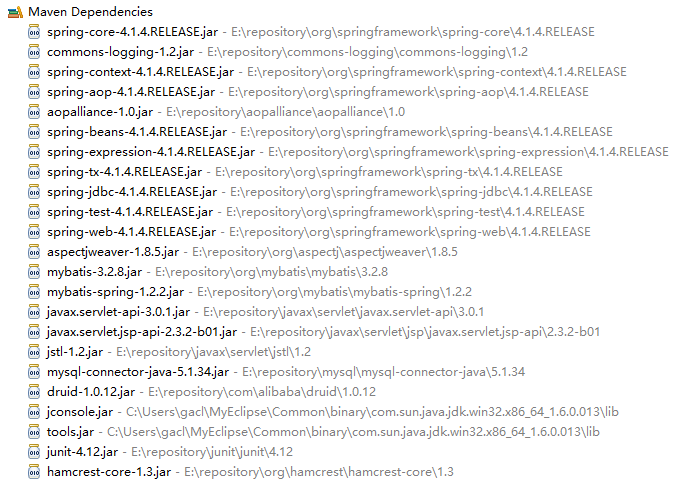 Maven Dependencies
spring-core-4.1.4.RELEASE.jar - E:\repository\org\springframework\spring-core\4.1.4.RELEASE
commons-logging-1.2.jar - E:\repository\commons-logging\commons-logging\1.2
spring-context-4.1.4.RELEASE.jar - E:\repository\org\springframework\spring-context\4.1.4.RELEASE
spring-aop-4.1.4.RELEASE.jar - E:\repository\org\springframework\spring-aop\4.1.4.RELEASE
aopalliance-1.0.jar - E:\repository\aopalliance\aopalliance\1.0
spring-beans-4.1.4.RELEASE.jar - E:\repository\org\springframework\spring-beans\4.1.4.RELEASE
spring-expression-4.1.4.RELEASE.jar - E:\repository\org\springframework\spring-expression\4.1.4.RELEASE
spring-tx-4.1.4.RELEASE.jar - E:\repository\org\springframework\spring-tx\4.1.4.RELEASE
spring-jdbc-4.1.4.RELEASE.jar - E:\repository\org\springframework\spring-jdbc\4.1.4.RELEASE
spring-test-4.1.4.RELEASE.jar - E:\repository\org\springframework\spring-test\4.1.4.RELEASE
spring-web-4.1.4.RELEASE.jar - E:\repository\org\springframework\spring-web\4.1.4.RELEASE
aspectjweaver-1.8.5.jar - E:\repository\org\aspectj\aspectjweaver\1.8.5
mybatis-3.2.8.jar - E:\repository\org\mybatis\mybatis\3.2.8
mybatis-spring-1.2.2.jar - E:\repository\org\mybatis\mybatis-spring\1.2.2
javax.servlet-api-3.0.1.jar - E:\repository\javax\servlet\javax.servlet-api\3.0.1
javax.servlet.jsp-api-2.3.2-b01.jar - E:\repository\javax\servlet\jsp\javax.servlet.jsp-api\2.3.2-b01
jstl-1.2.jar - E:\repository\javax\servlet\jstl\1.2
mysql-connector-java-5.1.34.jar - E:\repository\mysql\mysql-connector-java\5.1.34
druid-1.0.12.jar - E:\repository\com\alibaba\druid\1.0.12
jconsole.jar - C:\Users\gacl\MyEclipse\Common\binary\com.sun.java.jdk.win32.x86_64_1.6.0.013\lib
tools.jar - C:\Users\gacl\MyEclipse\Common\binary\com.sun.java.jdk.win32.x86_64_1.6.0.013\lib
junit-4.12.jar - E:\repository\junit\junit\4.12
hamcrest-core-1.3.jar - E:\repository\org\hamcrest\hamcrest-core\1.3